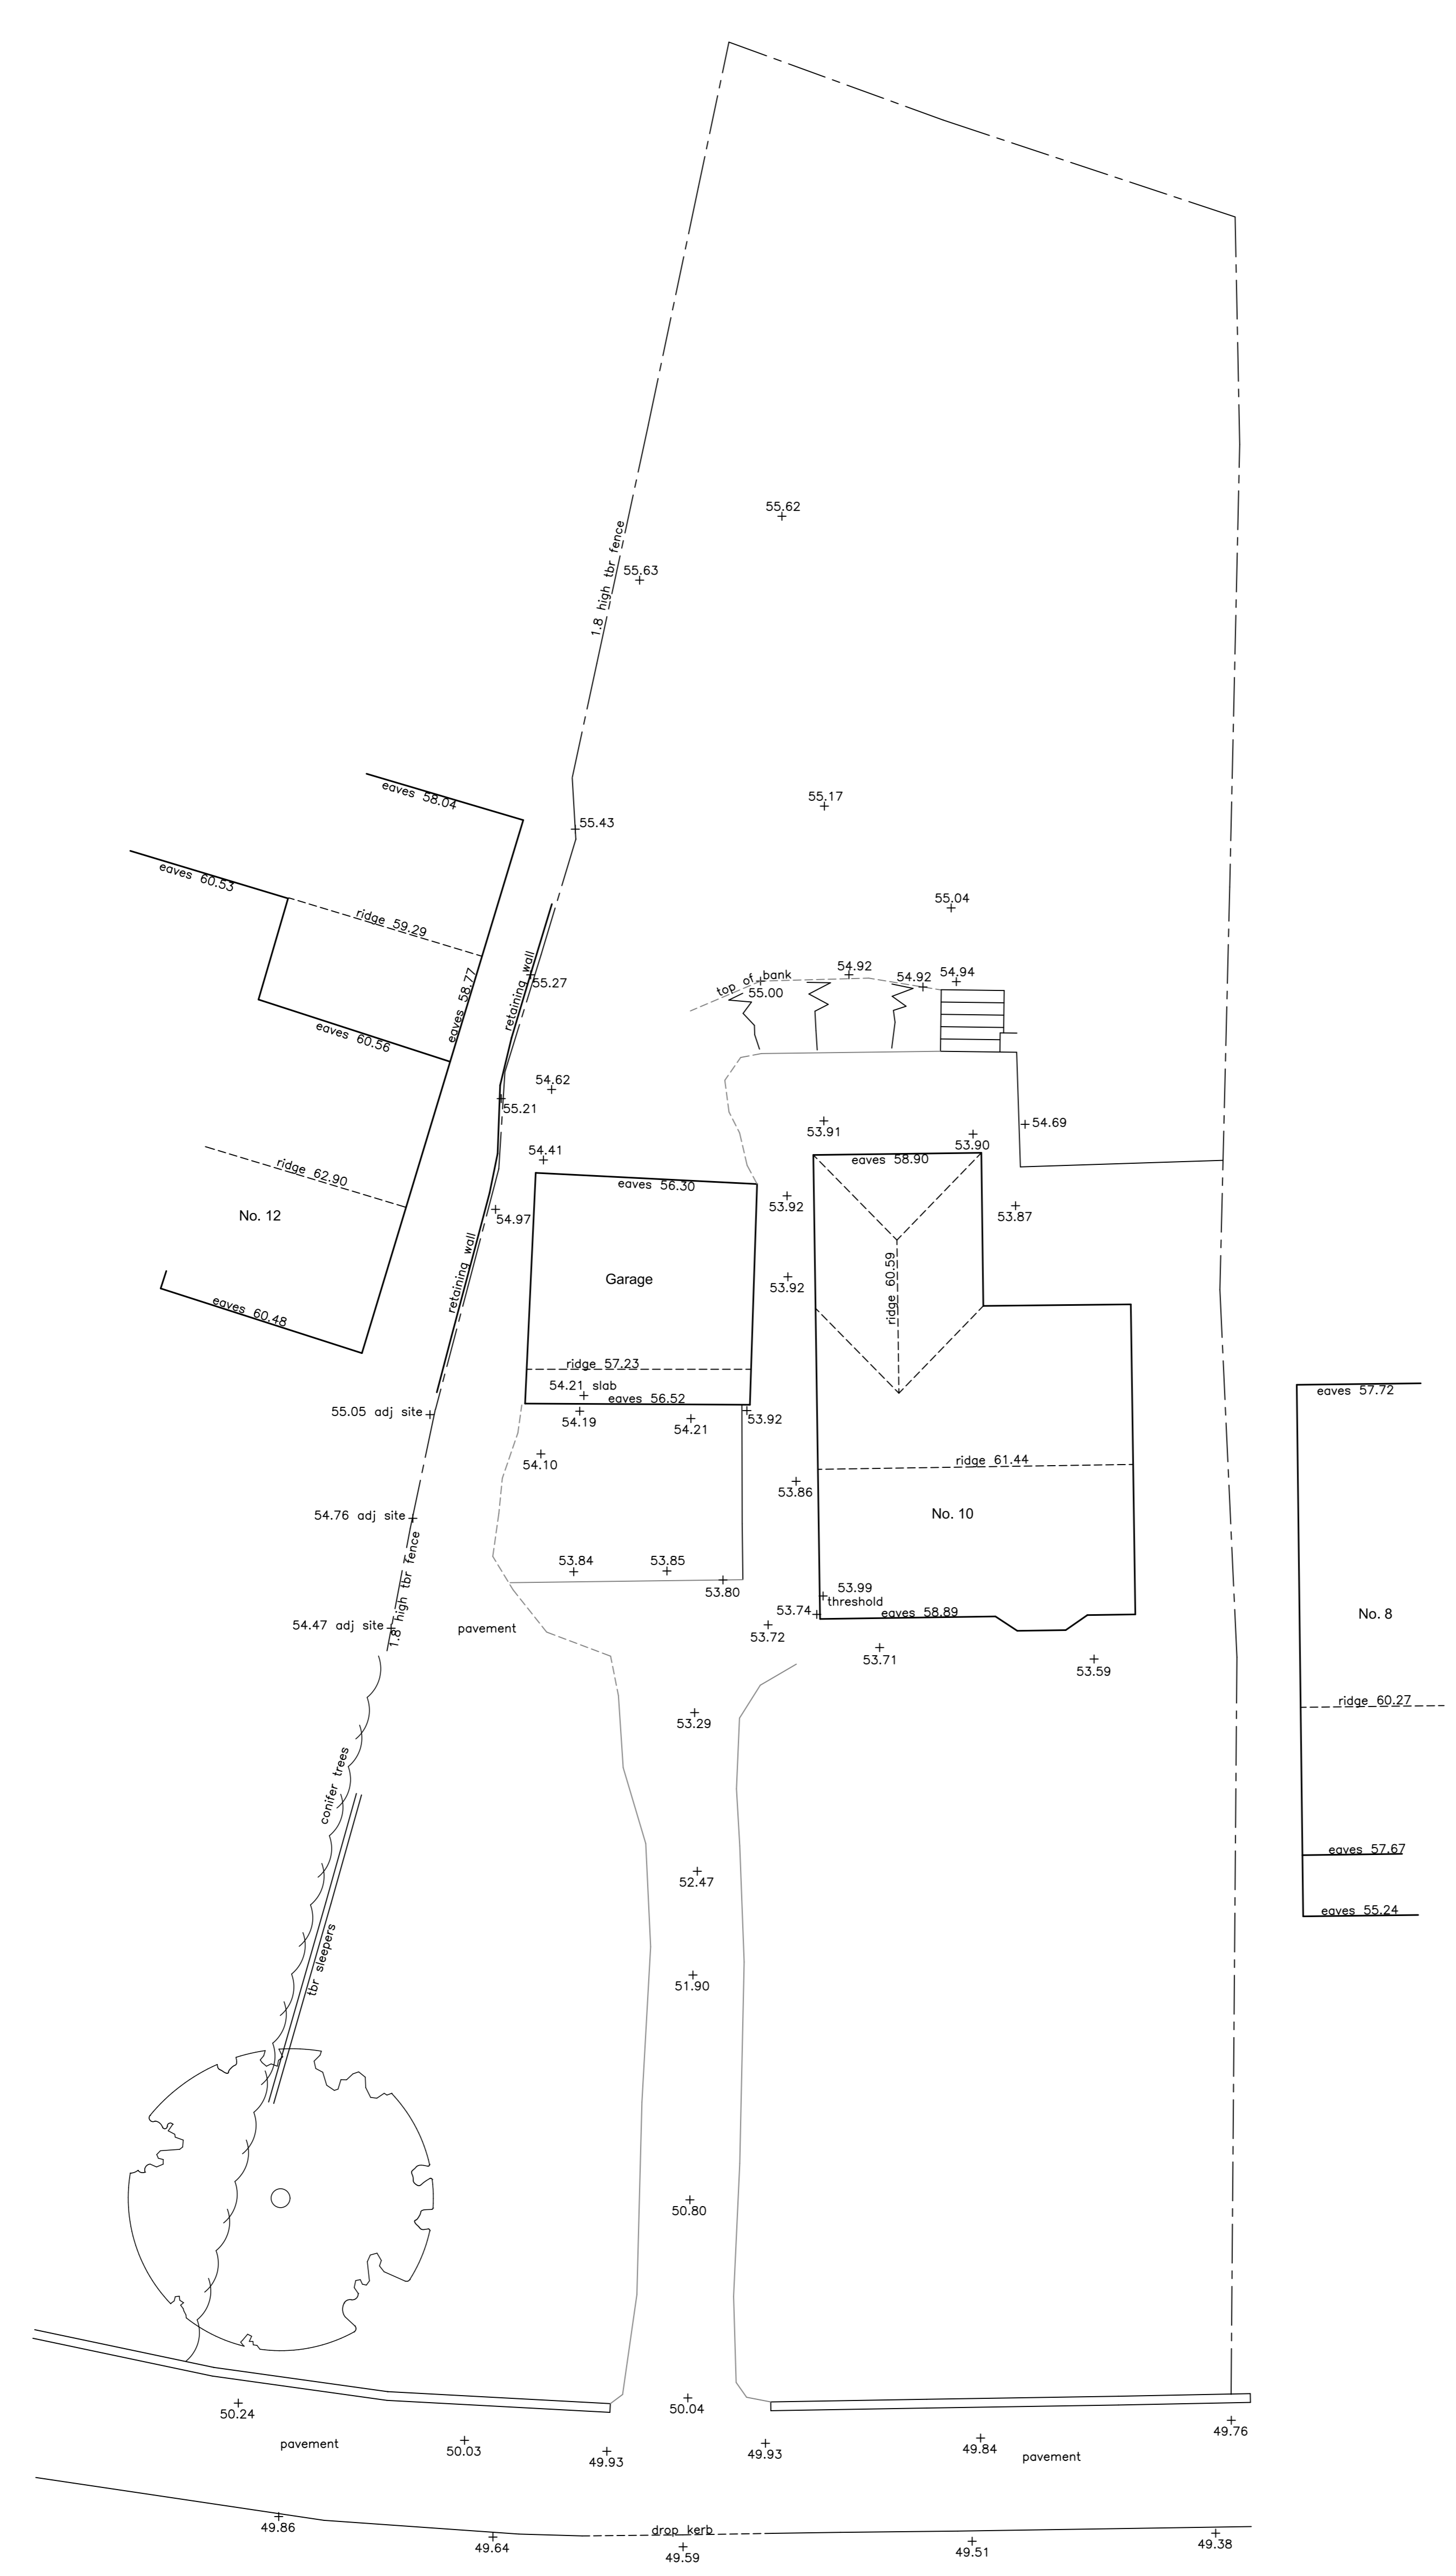 55.62
55.63
1.8 high tbr fence
eaves 58.04
55.17
55.43
eaves 60.53
55.04
ridge 59.29
retaining wall
eaves 58.77
55.27
top of bank
55.00
54.92
54.92
54.94
eaves 60.56
54.62
55.21
53.91
53.90
54.69
54.41
ridge 62.90
No. 12
54.97
eaves 56.30
eaves 58.90
53.92
53.87
retaining wall
Garage
53.92
ridge 60.59
eaves 60.48
ridge 57.23
54.21 slab
eaves 56.52
eaves 57.72
55.05 adj site
54.19
54.21
53.92
54.10
ridge 61.44
53.86
54.76 adj site
No. 10
1.8 high tbr fence
53.84
53.85
53.80
53.99
threshold
53.74
eaves 58.89
No. 8
54.47 adj site
pavement
53.72
53.71
53.59
53.29
ridge 60.27
conifer trees
52.47
eaves 57.67
eaves 55.24
tbr sleepers
51.90
50.80
50.24
50.04
49.76
pavement
50.03
49.93
49.93
49.84
pavement
49.86
49.64
drop kerb
49.59
49.51
49.38